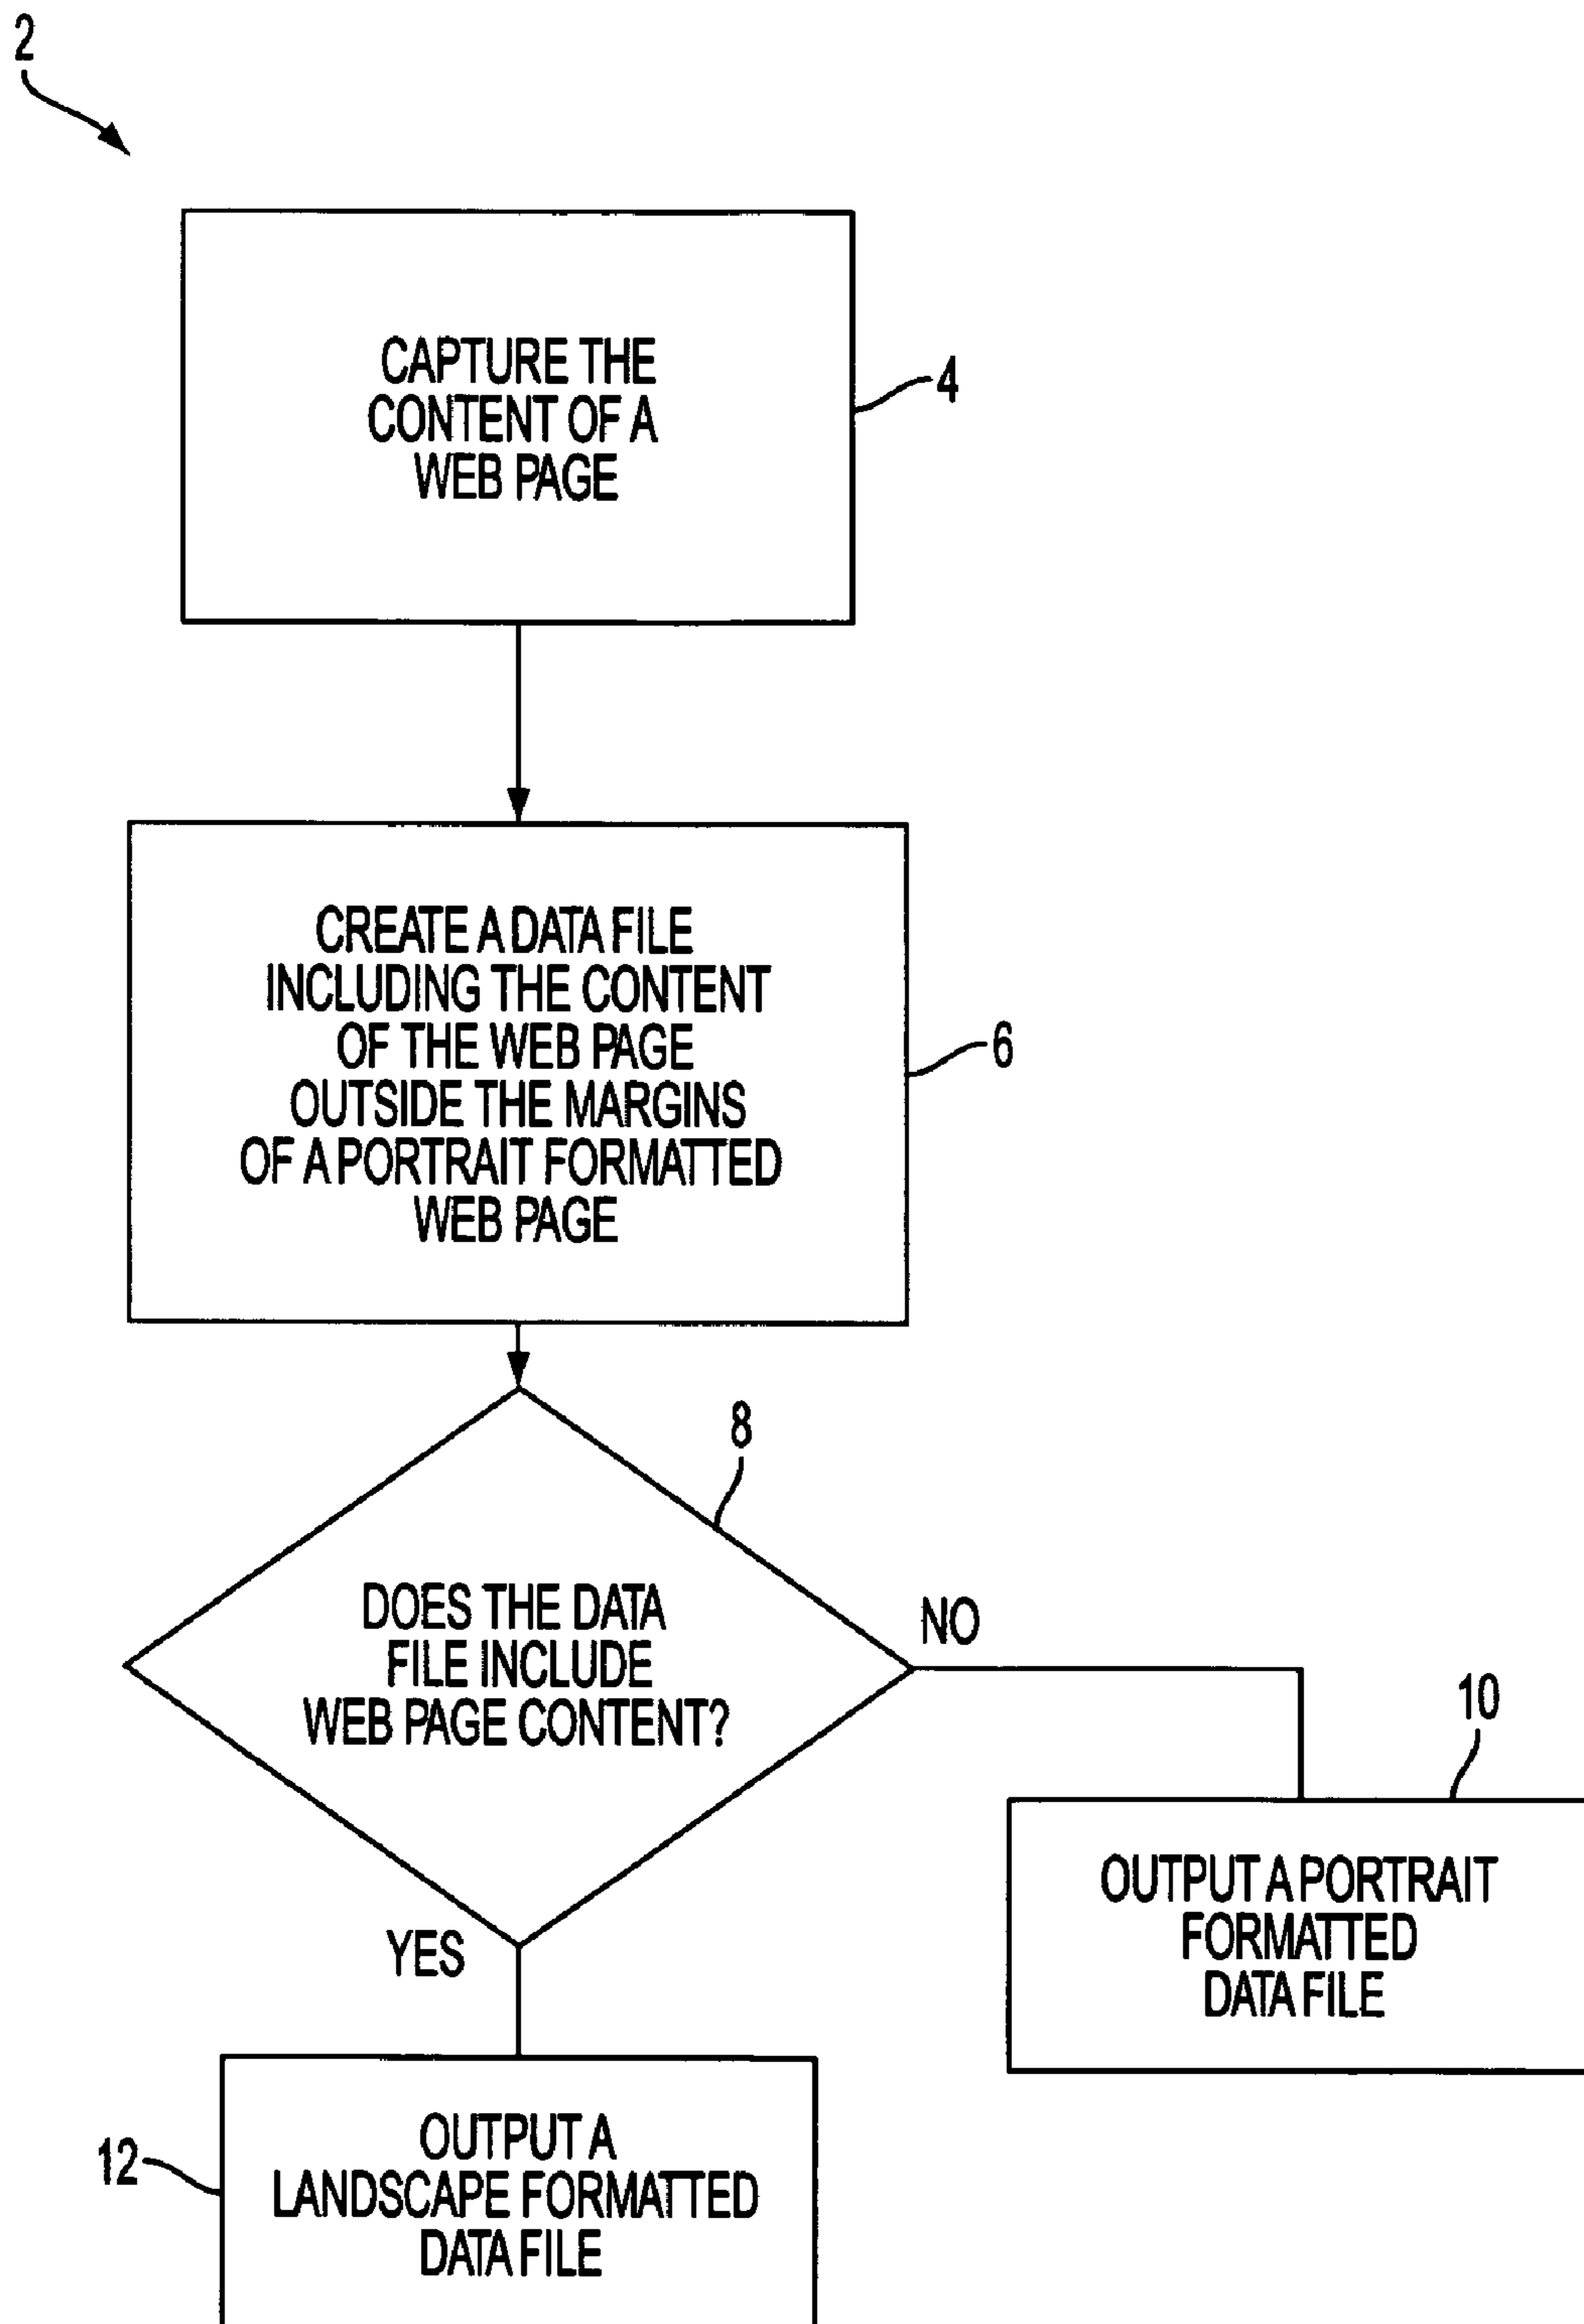 2
CAPTURE THE
CONTENT OF A
WEB PAGE
4
CREATE A DATA FILE
INCLUDING THE CONTENT
OF THE WEB PAGE
OUTSIDE THE MARGINS
OF A PORTRAIT FORMATTED
WEB PAGE
6
8
DOES THE DATA
FILE INCLUDE
WEB PAGE CONTENT?
NO
10
OUTPUT A PORTRAIT
FORMATTED
DATA FILE
YES
12
OUTPUT A
LANDSCAPE FORMATTED
DATA FILE